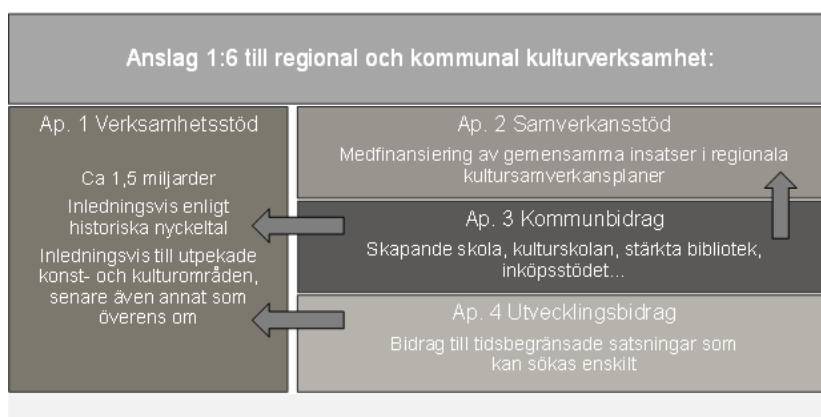 Anslag 1:6 till regional och kommunal kulturverksamhet:
Ap. 1 Verksamhetsstöd
Ca 1,5 miljarder
Inledningsvis enligt
historiska nyckeltal
Inledningsvis till utpekade
konst- och kulturområden,
senare även annat som
överens om
Ap. 2 Samverkansstöd
Medfinansiering av gemensamma insatser i regionala
kultursamverkansplaner
Ap. 3 Kommunbidrag
Skapande skola, kulturskolan, stärkta bibliotek,
inköpsstödet...
Ap. 4 Utvecklingsbidrag
Bidrag till tidsbegränsade satsningar som
kan sökas enskilt